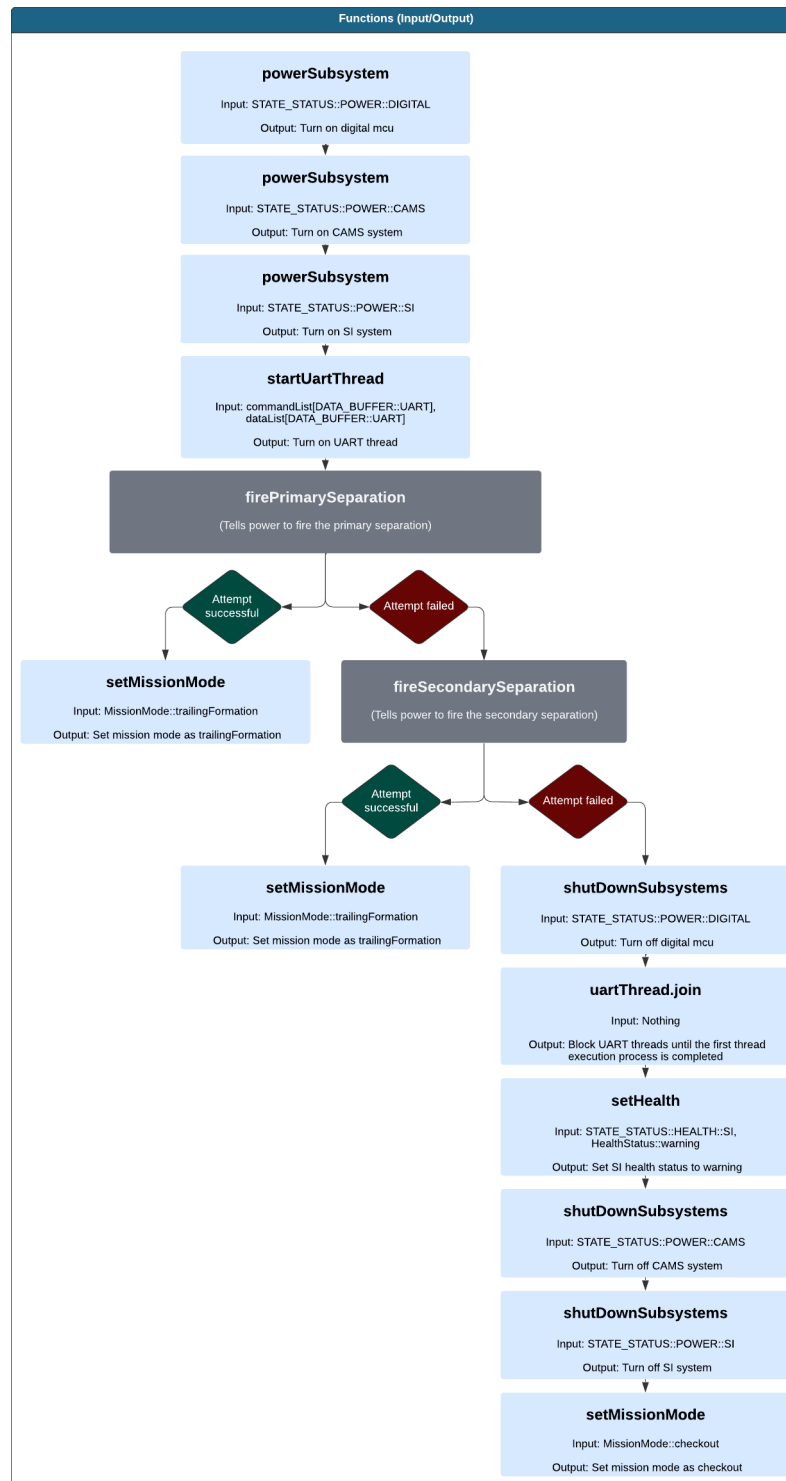 Functions (Input/Output)
powerSubsystem
Input: STATE_STATUS::POWER::DIGITAL
Output: Turn on digital mcu
powerSubsystem
Input: STATE_STATUS::POWER::CAMS
Output: Turn on CAMS system
powerSubsystem
Input: STATE_STATUS::POWER::SI
Output: Turn on SI system
startUartThread
Input: commandList[DATA_BUFFER::UART],
dataList[DATA_BUFFER::UART]
Output: Turn on UART thread
firePrimarySeparation
(Tells power to fire the primary separation)
Attempt
successful
Attempt failed
setMissionMode
Input: MissionMode::trailingFormation
Output: Set mission mode as trailingFormation
fireSecondarySeparation
(Tells power to fire the secondary separation)
Attempt
successful
Attempt failed
setMissionMode
Input: MissionMode::trailingFormation
Output: Set mission mode as trailingFormation
shutDownSubsystems
Input: STATE_STATUS::POWER::DIGITAL
Output: Turn off digital mcu
uartThread.join
Input: Nothing
Output: Block UART threads until the first thread
execution process is completed
setHealth
Input: STATE_STATUS::HEALTH::SI,
HealthStatus::warning
Output: Set SI health status to warning
shutDownSubsystems
Input: STATE_STATUS::POWER::CAMS
Output: Turn off CAMS system
shutDownSubsystems
Input: STATE_STATUS::POWER::SI
Output: Turn off SI system
setMissionMode
Input: MissionMode::checkout
Output: Set mission mode as checkout